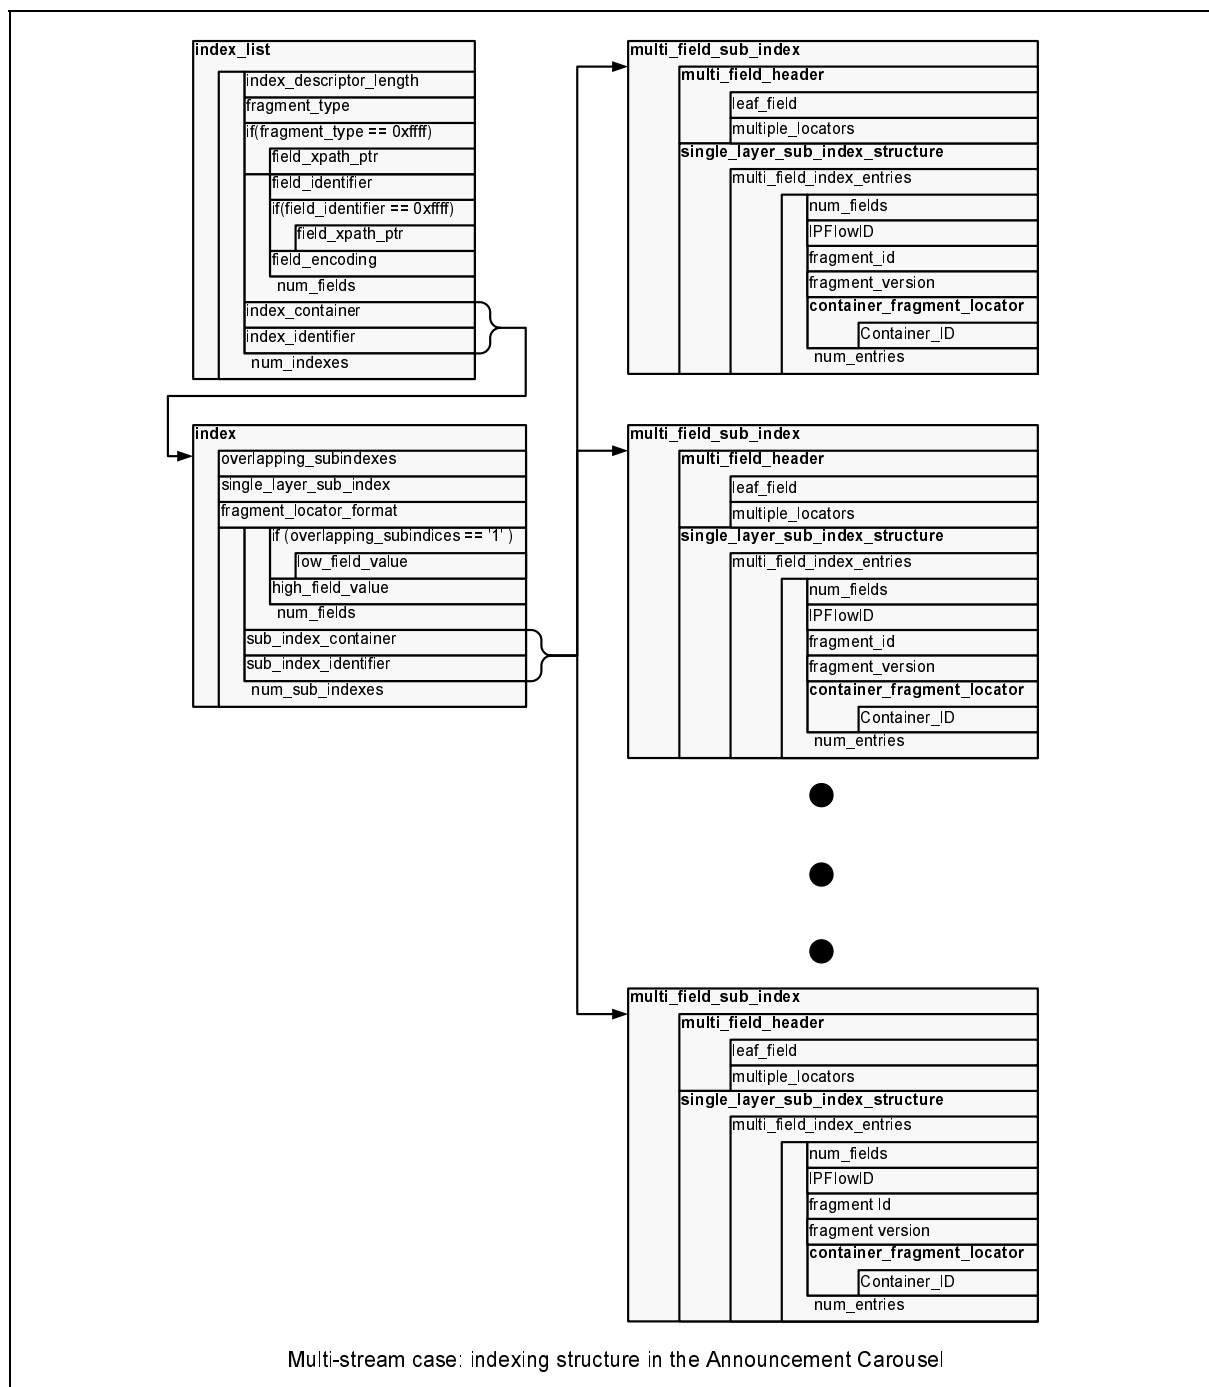 index_list
index_descriptor_length
fragment_type
if(fragment_type == 0xffff)
field_xpath_ptr
field_identifier
if(field_identifier == 0xffff)
field_xpath_ptr
field_encoding
num_fields
index_container
index_identifier
num_indexes
index
overlapping_subindexes
single_layer_sub_index
fragment_locator_format
if (overlapping_subindices == '1' )
low_field_value
high_field_value
num_fields
sub_index_container
sub_index_identifier
num_sub_indexes
multi_field_sub_index
multi_field_header
leaf_field
multiple_locators
single_layer_sub_index_structure
multi_field_index_entries
num_fields
IPFlowID
fragment_id
fragment_version
container_fragment_locator
Container_ID
num_entries
multi_field_sub_index
multi_field_header
leaf_field
multiple_locators
single_layer_sub_index_structure
multi_field_index_entries
num_fields
IPFlowID
fragment_id
fragment_version
container_fragment_locator
Container_ID
num_entries
multi_field_sub_index
multi_field_header
leaf_field
multiple_locators
single_layer_sub_index_structure
multi_field_index_entries
num_fields
IPFlowID
fragment Id
fragment version
container_fragment_locator
Container_ID
num_entries
Multi-stream case: indexing structure in the Announcement Carousel